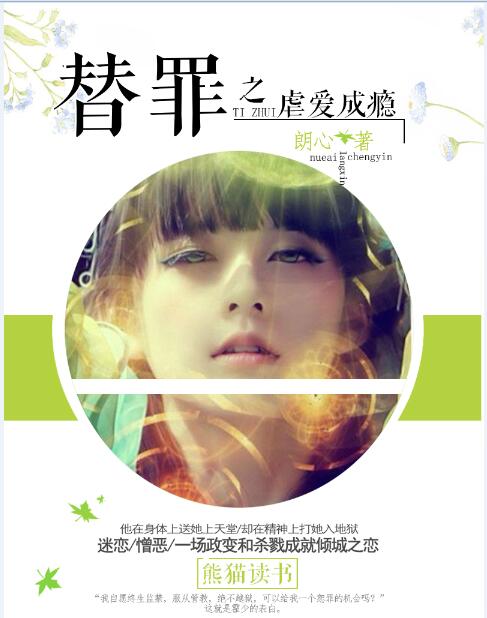 替罪之虐爱成瘾
TI ZHUI
朗心 著
nueai chengyin
langxin
他在身体上送她上天堂/却在精神上打她入地狱
迷恋/憎恶/一场政变和杀戮成就倾城之恋
熊猫读书
“我自愿终生监禁，服从管教，绝不越狱，可以给我一个恕罪的机会吗？”
这就是霍少的表白。